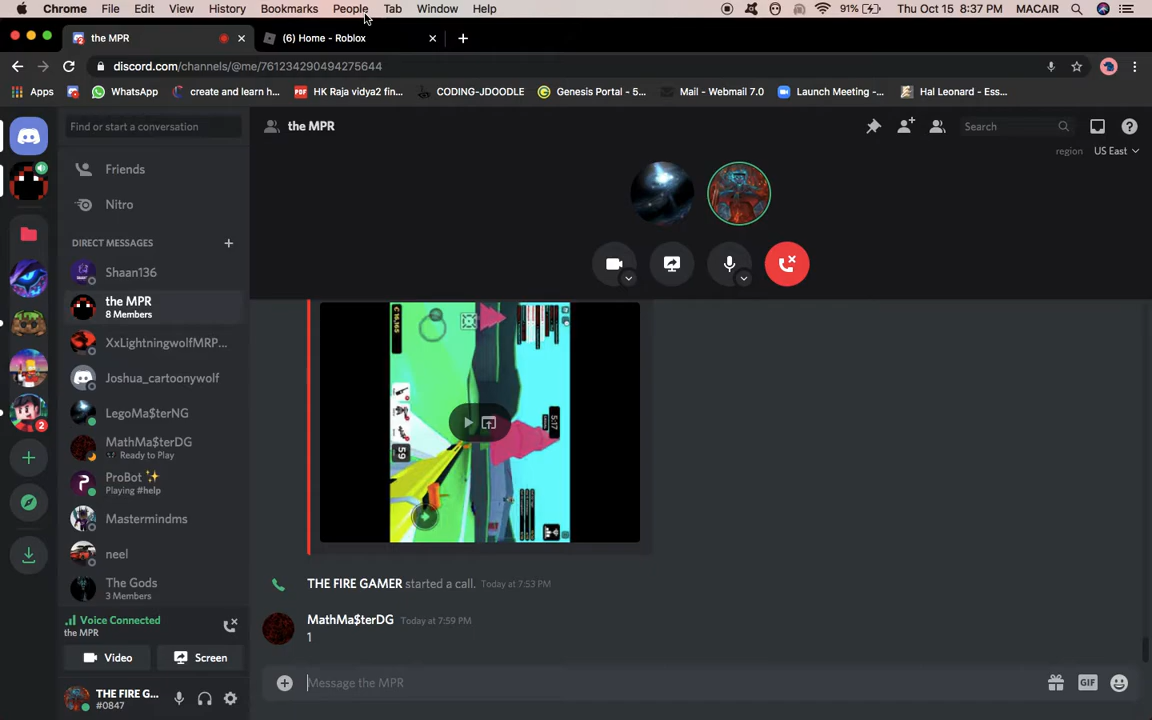 Chrome File Edit View History Bookmarks People Tab Window Help 91% Thu Oct 15 8:37 PM MACAIR
the MPR (6) Home - Roblox
discord.com/channels/@me/761234290494275644
Apps WhatsApp create and learn h... HK Raja vidya2 fin... CODING-JDOODLE Genesis Portal - 5... Mail - Webmail 7.0 Launch Meeting -... Hal Leonard - Ess...
Find or start a conversation
the MPR
Search
region US East
Friends
Nitro
DIRECT MESSAGES
Shaan136
the MPR
8 Members
XxLightningwolfMRP...
Joshua_cartoonywolf
LegoMa$terNG
MathMa$terDG
Ready to Play
ProBot
Playing #help
Mastermindms
neel
The Gods
3 Members
2
5:17
59
THE FIRE GAMER started a call. Today at 7:53 PM
MathMa$terDG Today at 7:59 PM
1
Voice Connected
the MPR
Video Screen
THE FIRE G...
#0847
Message the MPR
GIF